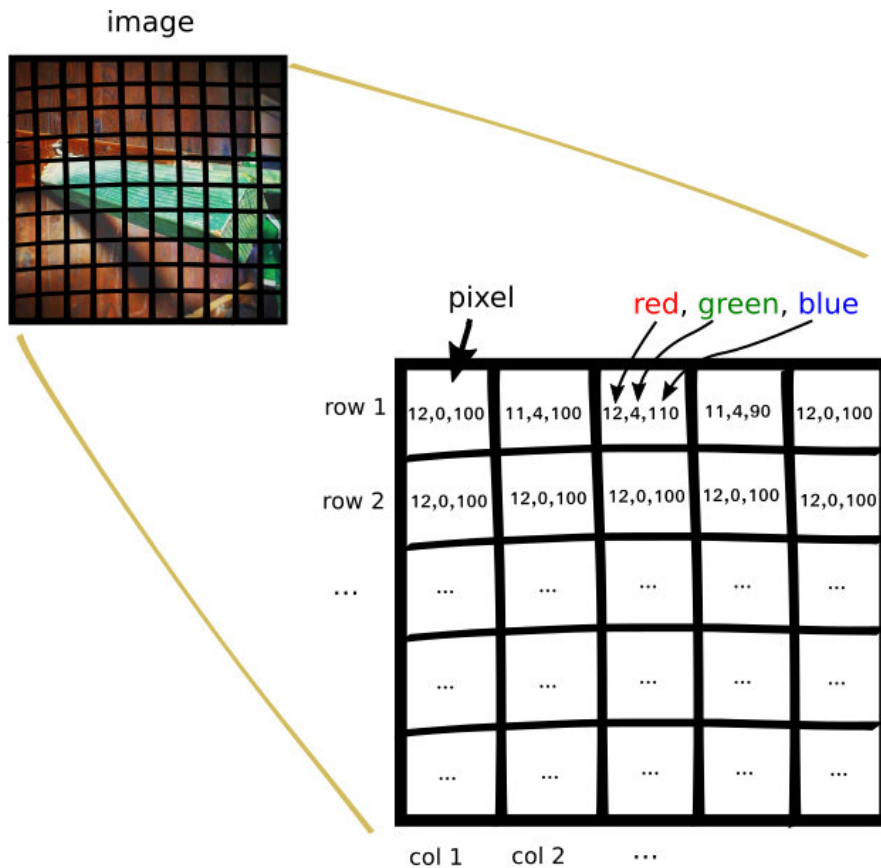 image
pixel
red, green, blue
row 1 12,0,100 11,4,100 12,4,110 11,4,90 12,0,100
row 2 12,0,100 12,0,100 12,0,100 12,0,100 12,0,100
... ... ... ... ... ...
... ... ... ... ...
... ... ... ... ...
col 1 col 2 ...